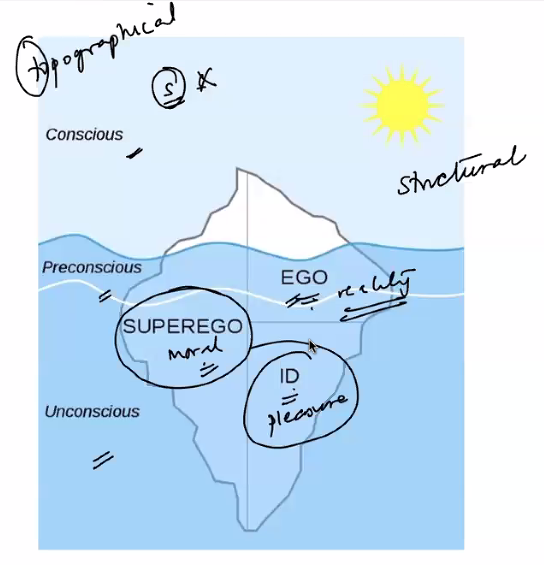 topographical
S
Conscious
structural
Preconscious
EGO
reality
SUPEREGO
moral
ID
pleasure
Unconscious